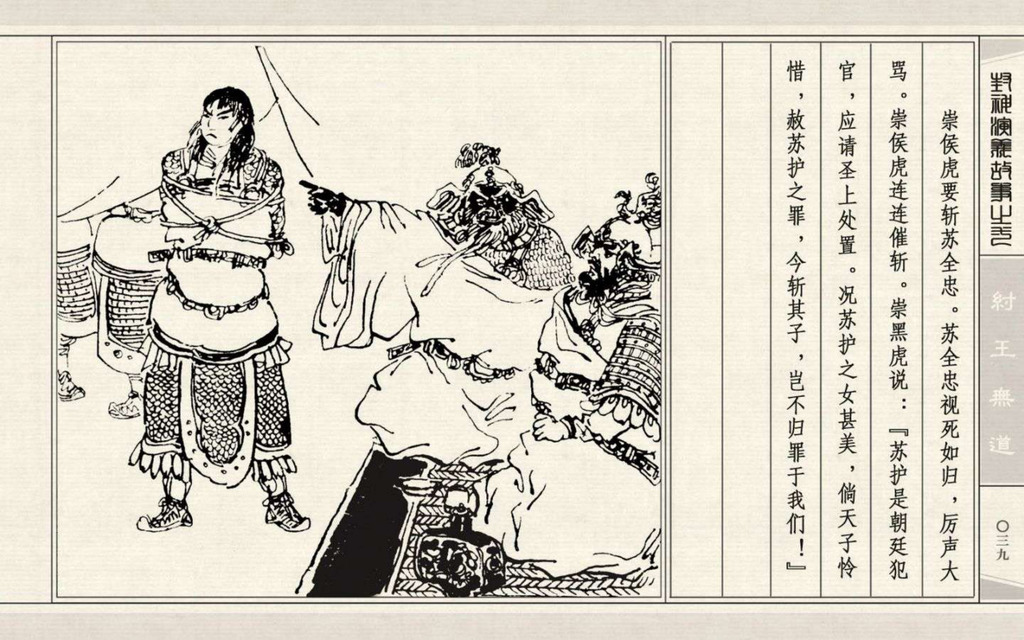 封神演义故事之一
紂王無道
〇三九
崇侯虎要斩苏全忠。苏全忠视死如归，厉声大
骂。崇侯虎连连催斩。崇黑虎说：『苏护是朝廷犯
官，应请圣上处置。况苏护之女甚美，倘天子怜
惜，赦苏护之罪，今斩其子，岂不归罪于我们！』